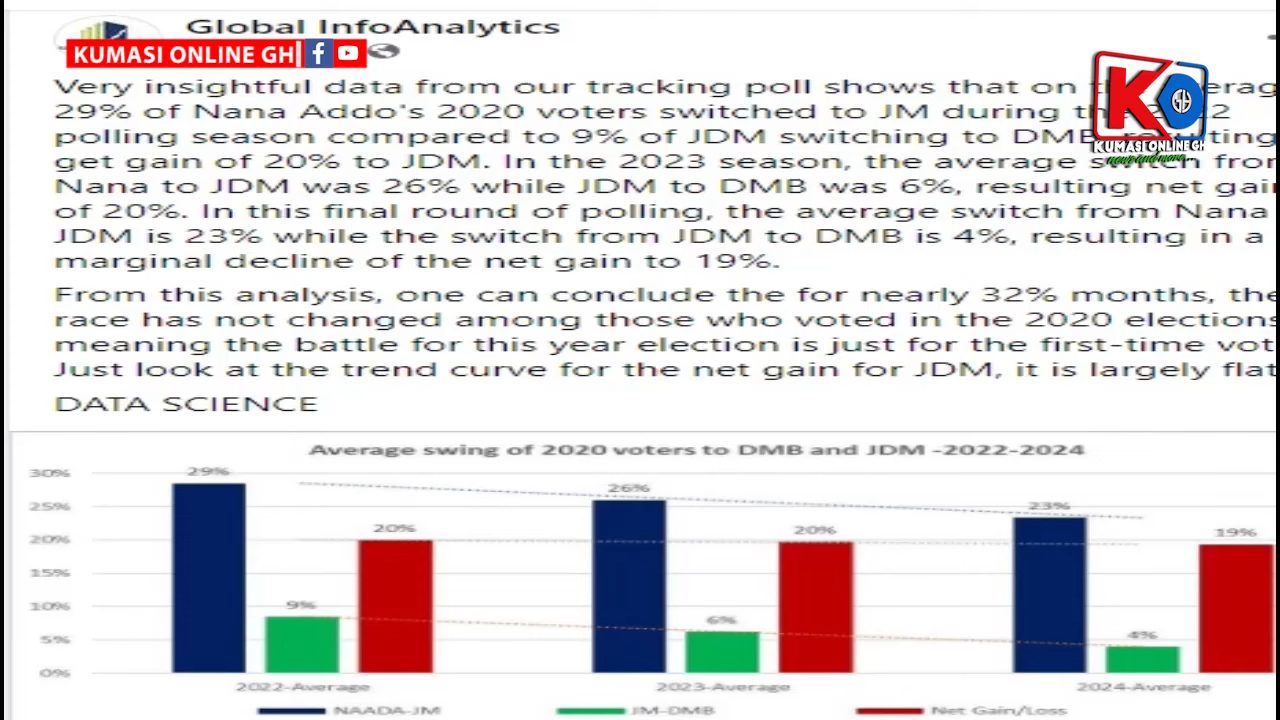 Global InfoAnalytics
KUMASI ONLINE GH
Very insightful data from our tracking poll shows that on
29% of Nana Addo's 2020 voters switched to JM during
polling season compared to 9% of JDM switching to DMB,
get gain of 20% to JDM. In the 2023 season, the average switch from
Nana to JDM was 26% while JDM to DMB was 6%, resulting net gain
of 20%. In this final round of polling, the average switch from Nana
JDM is 23% while the switch from JDM to DMB is 4%, resulting in a
marginal decline of the net gain to 19%.
From this analysis, one can conclude the for nearly 32% months, the
race has not changed among those who voted in the 2020 elections
meaning the battle for this year election is just for the first-time
Just look at the trend curve for the net gain for JDM, it is largely flat
DATA SCIENCE
KO
KUMASI ONLINE GH
news and more...
Average swing of 2020 voters to DMB and JDM -2022-2024
30%
25%
20%
15%
10%
5%
0%
29%
9%
20%
26%
6%
20%
23%
4%
19%
2022-Average
2023-Average
2024-Average
NAADA-JM
JM-DMB
Net Gain/Loss